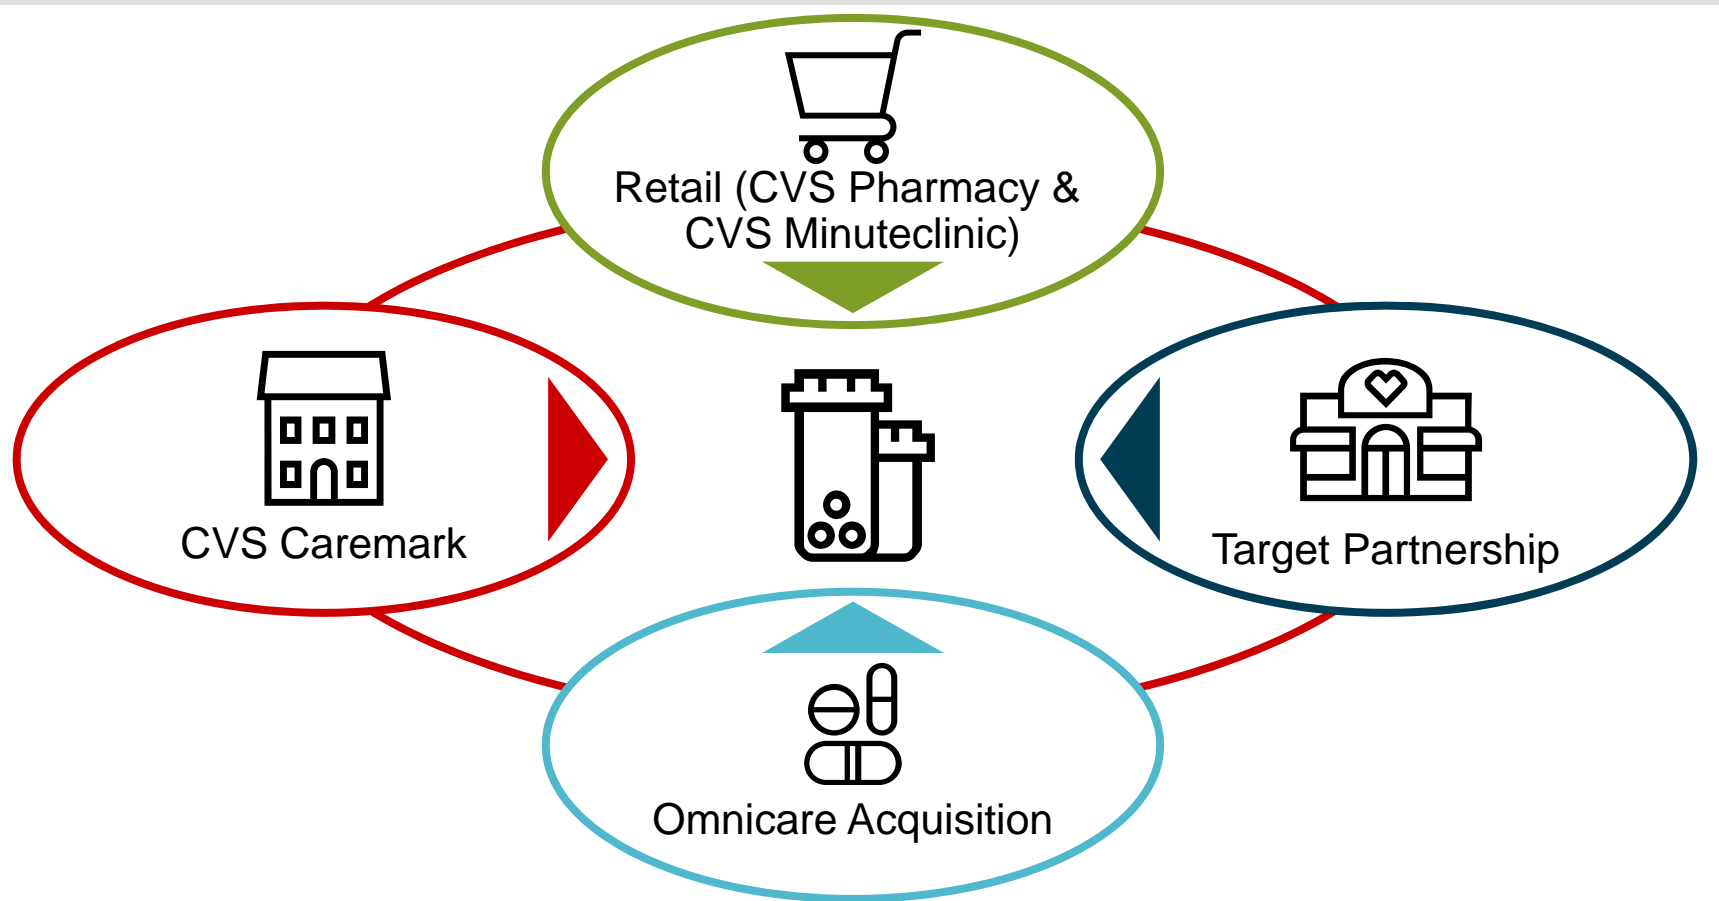 Retail (CVS Pharmacy &
CVS Minuteclinic)
CVS Caremark
Target Partnership
Omnicare Acquisition